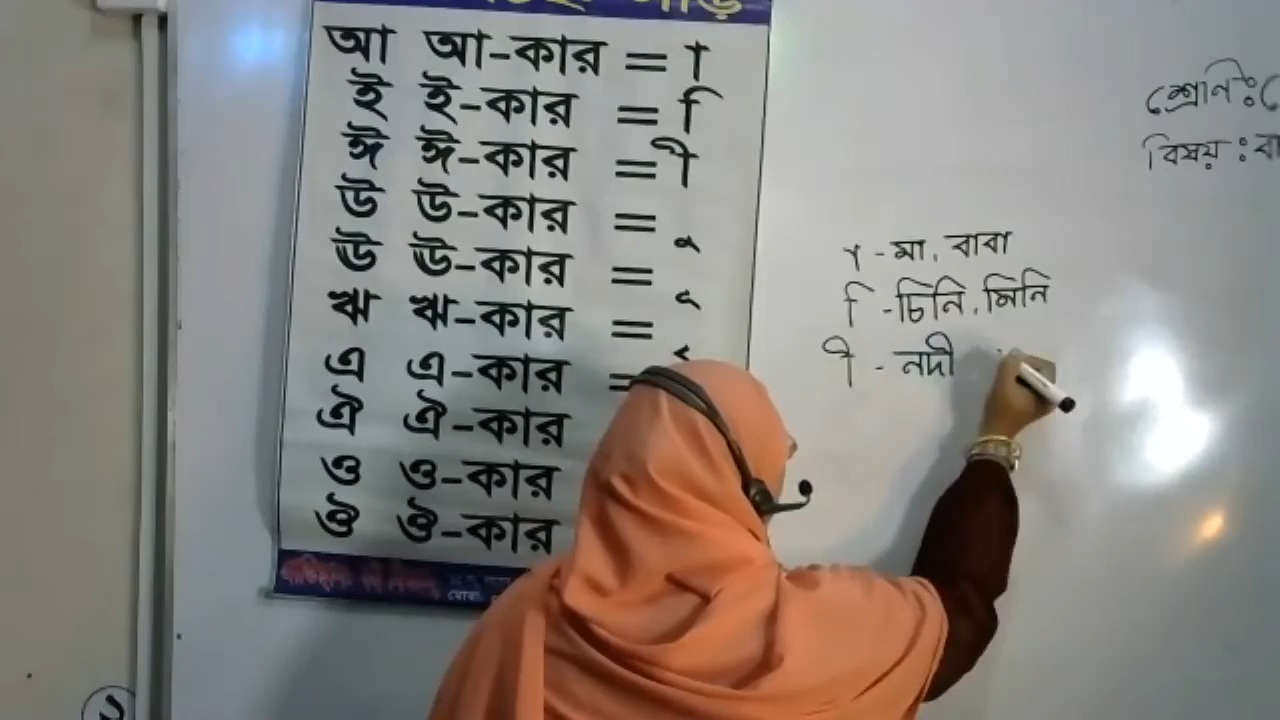 আ আ-কার = া
ই ই-কার = ি
ঈ ঈ-কার = ী
উ উ-কার = ু
ঊ ঊ-কার = ূ
ঋ ঋ-কার = ৃ
এ এ-কার =
ঐ ঐ-কার
ও ও-কার
ঔ ঔ-কার
শ্রেণি:
বিষয় :
া - মা, বাবা
ি - চিনি, মিনি
ী - নদী